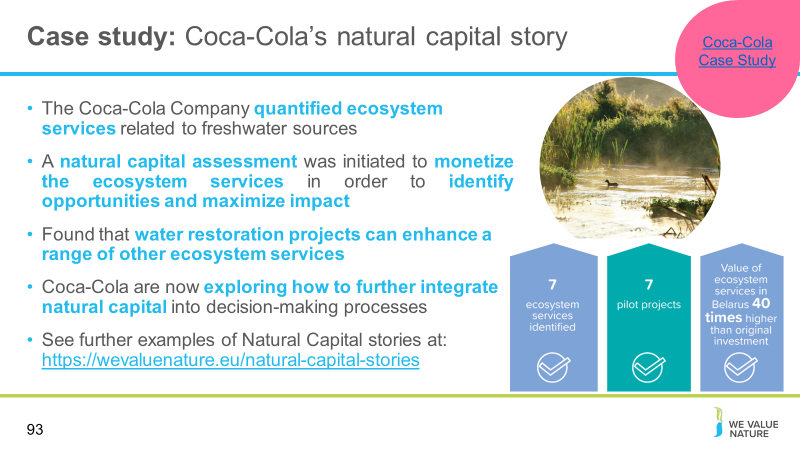 Case study: Coca-Cola’s natural capital story
Coca-Cola
Case Study
• The Coca-Cola Company quantified ecosystem
services related to freshwater sources
• A natural capital assessment was initiated to monetize
the ecosystem services in order to identify
opportunities and maximize impact
• Found that water restoration projects can enhance a
range of other ecosystem services
• Coca-Cola are now exploring how to further integrate
natural capital into decision-making processes
• See further examples of Natural Capital stories at:
https://wevaluenature.eu/natural-capital-stories
7
ecosystem
services
identified
7
pilot projects
Value of
ecosystem
services in
Belarus 40
times higher
than original
investment
93
WE VALUE
NATURE